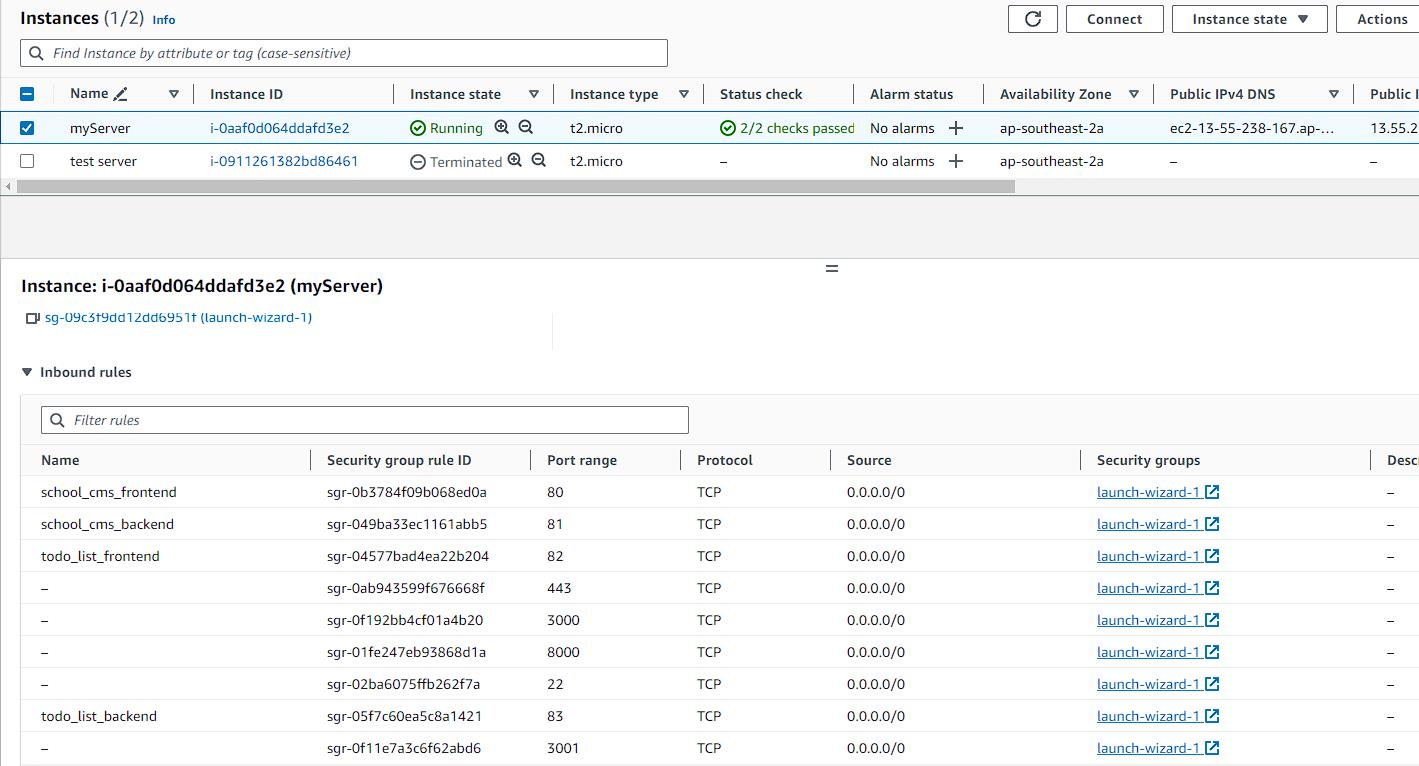 Instances (1/2) Info
Connect
Instance state
Actions
Find Instance by attribute or tag (case-sensitive)
Name Instance ID Instance state Instance type Status check Alarm status Availability Zone Public IPv4 DNS Public I
myServer i-0aaf0d064ddafd3e2 Running t2.micro 2/2 checks passed No alarms + ap-southeast-2a ec2-13-55-238-167.ap-... 13.55.2
test server i-0911261382bd86461 Terminated t2.micro – No alarms + ap-southeast-2a – –
Instance: i-0aaf0d064ddafd3e2 (myServer)
sg-09c3f9dd12dd6951f (launch-wizard-1)
Inbound rules
Filter rules
Name Security group rule ID Port range Protocol Source Security groups Desc
school_cms_frontend sgr-0b3784f09b068ed0a 80 TCP 0.0.0.0/0 launch-wizard-1 –
school_cms_backend sgr-049ba33ec1161abb5 81 TCP 0.0.0.0/0 launch-wizard-1 –
todo_list_frontend sgr-04577bad4ea22b204 82 TCP 0.0.0.0/0 launch-wizard-1 –
– sgr-0ab943599f676668f 443 TCP 0.0.0.0/0 launch-wizard-1 –
– sgr-0f192bb4cf01a4b20 3000 TCP 0.0.0.0/0 launch-wizard-1 –
– sgr-01fe247eb93868d1a 8000 TCP 0.0.0.0/0 launch-wizard-1 –
– sgr-02ba6075ffb262f7a 22 TCP 0.0.0.0/0 launch-wizard-1 –
todo_list_backend sgr-05f7c60ea5c8a1421 83 TCP 0.0.0.0/0 launch-wizard-1 –
– sgr-0f11e7a3c6f62abd6 3001 TCP 0.0.0.0/0 launch-wizard-1 –